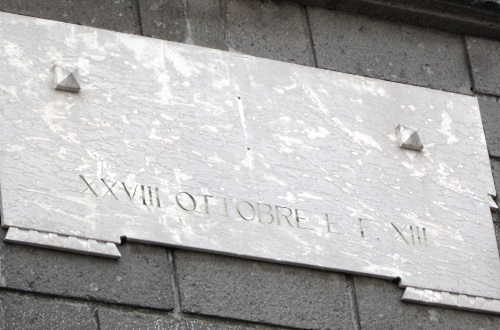 XXVIII OTTOBRE E F. XIII